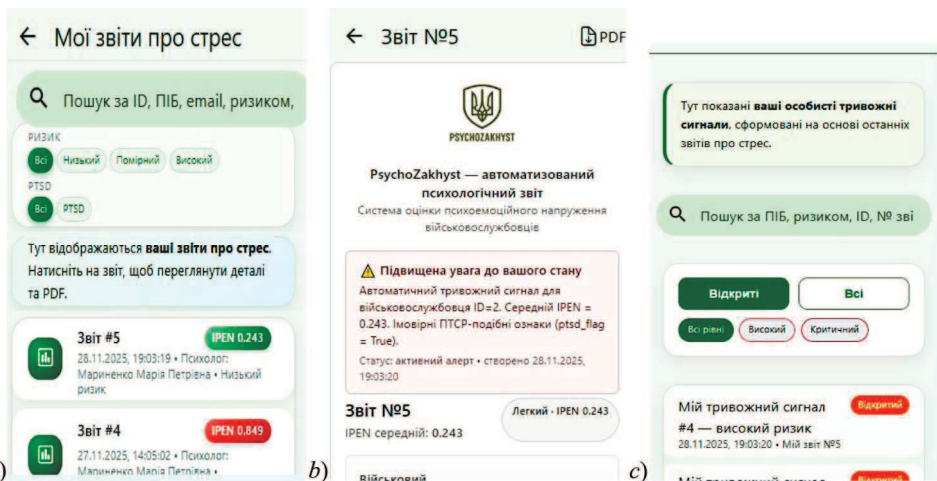 ← Мої звіти про стрес
Пошук за ID, ПІБ, email, ризиком,
РИЗИК
Всі Низький Помірний Високий
PTSD
Всі PTSD
Тут відображаються ваші звіти про стрес.
Натисніть на звіт, щоб переглянути деталі
та PDF.
Звіт #5 IPEN 0.243
28.11.2025, 19:03:19 • Психолог:
Мариненко Марія Петрівна • Низький
ризик
Звіт #4 IPEN 0.849
27.11.2025, 14:05:02 • Психолог:
Мариненко Марія Петрівна •
)
← Звіт №5 PDF
PSYCHOZAKHYST
PsychoZakhyst — автоматизований
психологічний звіт
Система оцінки психоемоційного напруження
військовослужбовців
Підвищена увага до вашого стану
Автоматичний тривожний сигнал для
військовослужбовця ID=2. Середній IPEN =
0.243. Імовірні ПТСР-подібні ознаки (ptsd_flag
= True).
Статус: активний алерт • створено 28.11.2025,
19:03:20
Звіт №5 Легкий · IPEN 0.243
IPEN середній: 0.243
Військовий
b)
Тут показані ваші особисті тривожні
сигнали, сформовані на основі останніх
звітів про стрес.
Пошук за ПІБ, ризиком, ID, № зві
Відкриті Всі
Всі рівні Високий Критичний
Мій тривожний сигнал Відкритий
#4 — високий ризик
28.11.2025, 19:03:20 • Мій звіт №5
Мій тривожний сигнал Відкритий
c)